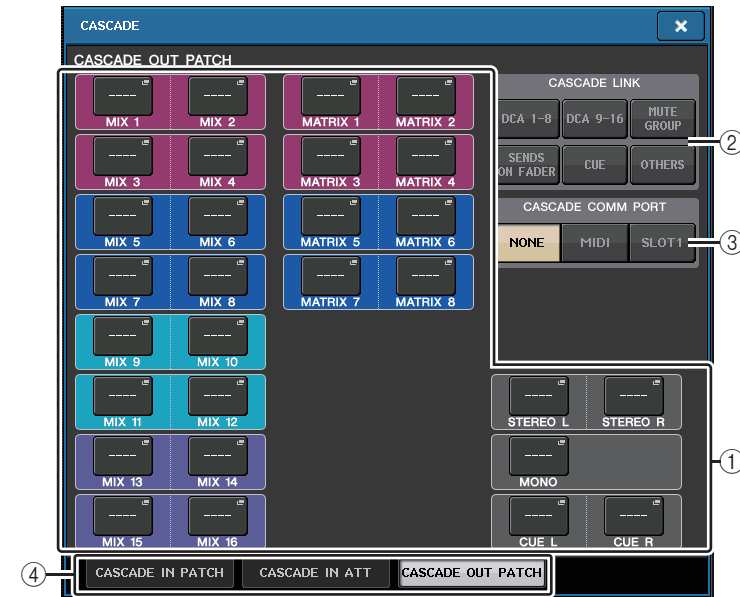 CASCADE
CASCADE OUT PATCH
---- ---- ---- ----
MIX 1 MIX 2 MATRIX 1 MATRIX 2
---- ---- ---- ----
MIX 3 MIX 4 MATRIX 3 MATRIX 4
---- ---- ---- ----
MIX 5 MIX 6 MATRIX 5 MATRIX 6
---- ---- ---- ----
MIX 7 MIX 8 MATRIX 7 MATRIX 8
---- ----
MIX 9 MIX 10
---- ----
MIX 11 MIX 12
---- ----
MIX 13 MIX 14
---- ----
MIX 15 MIX 16
CASCADE LINK
DCA 1-8 DCA 9-16 MUTE GROUP
SENDS ON FADER CUE OTHERS
②
CASCADE COMM PORT
NONE MIDI SLOT1
③
---- ----
STEREO L STEREO R
----
MONO
①
---- ----
CUE L CUE R
④
CASCADE IN PATCH CASCADE IN ATT CASCADE OUT PATCH